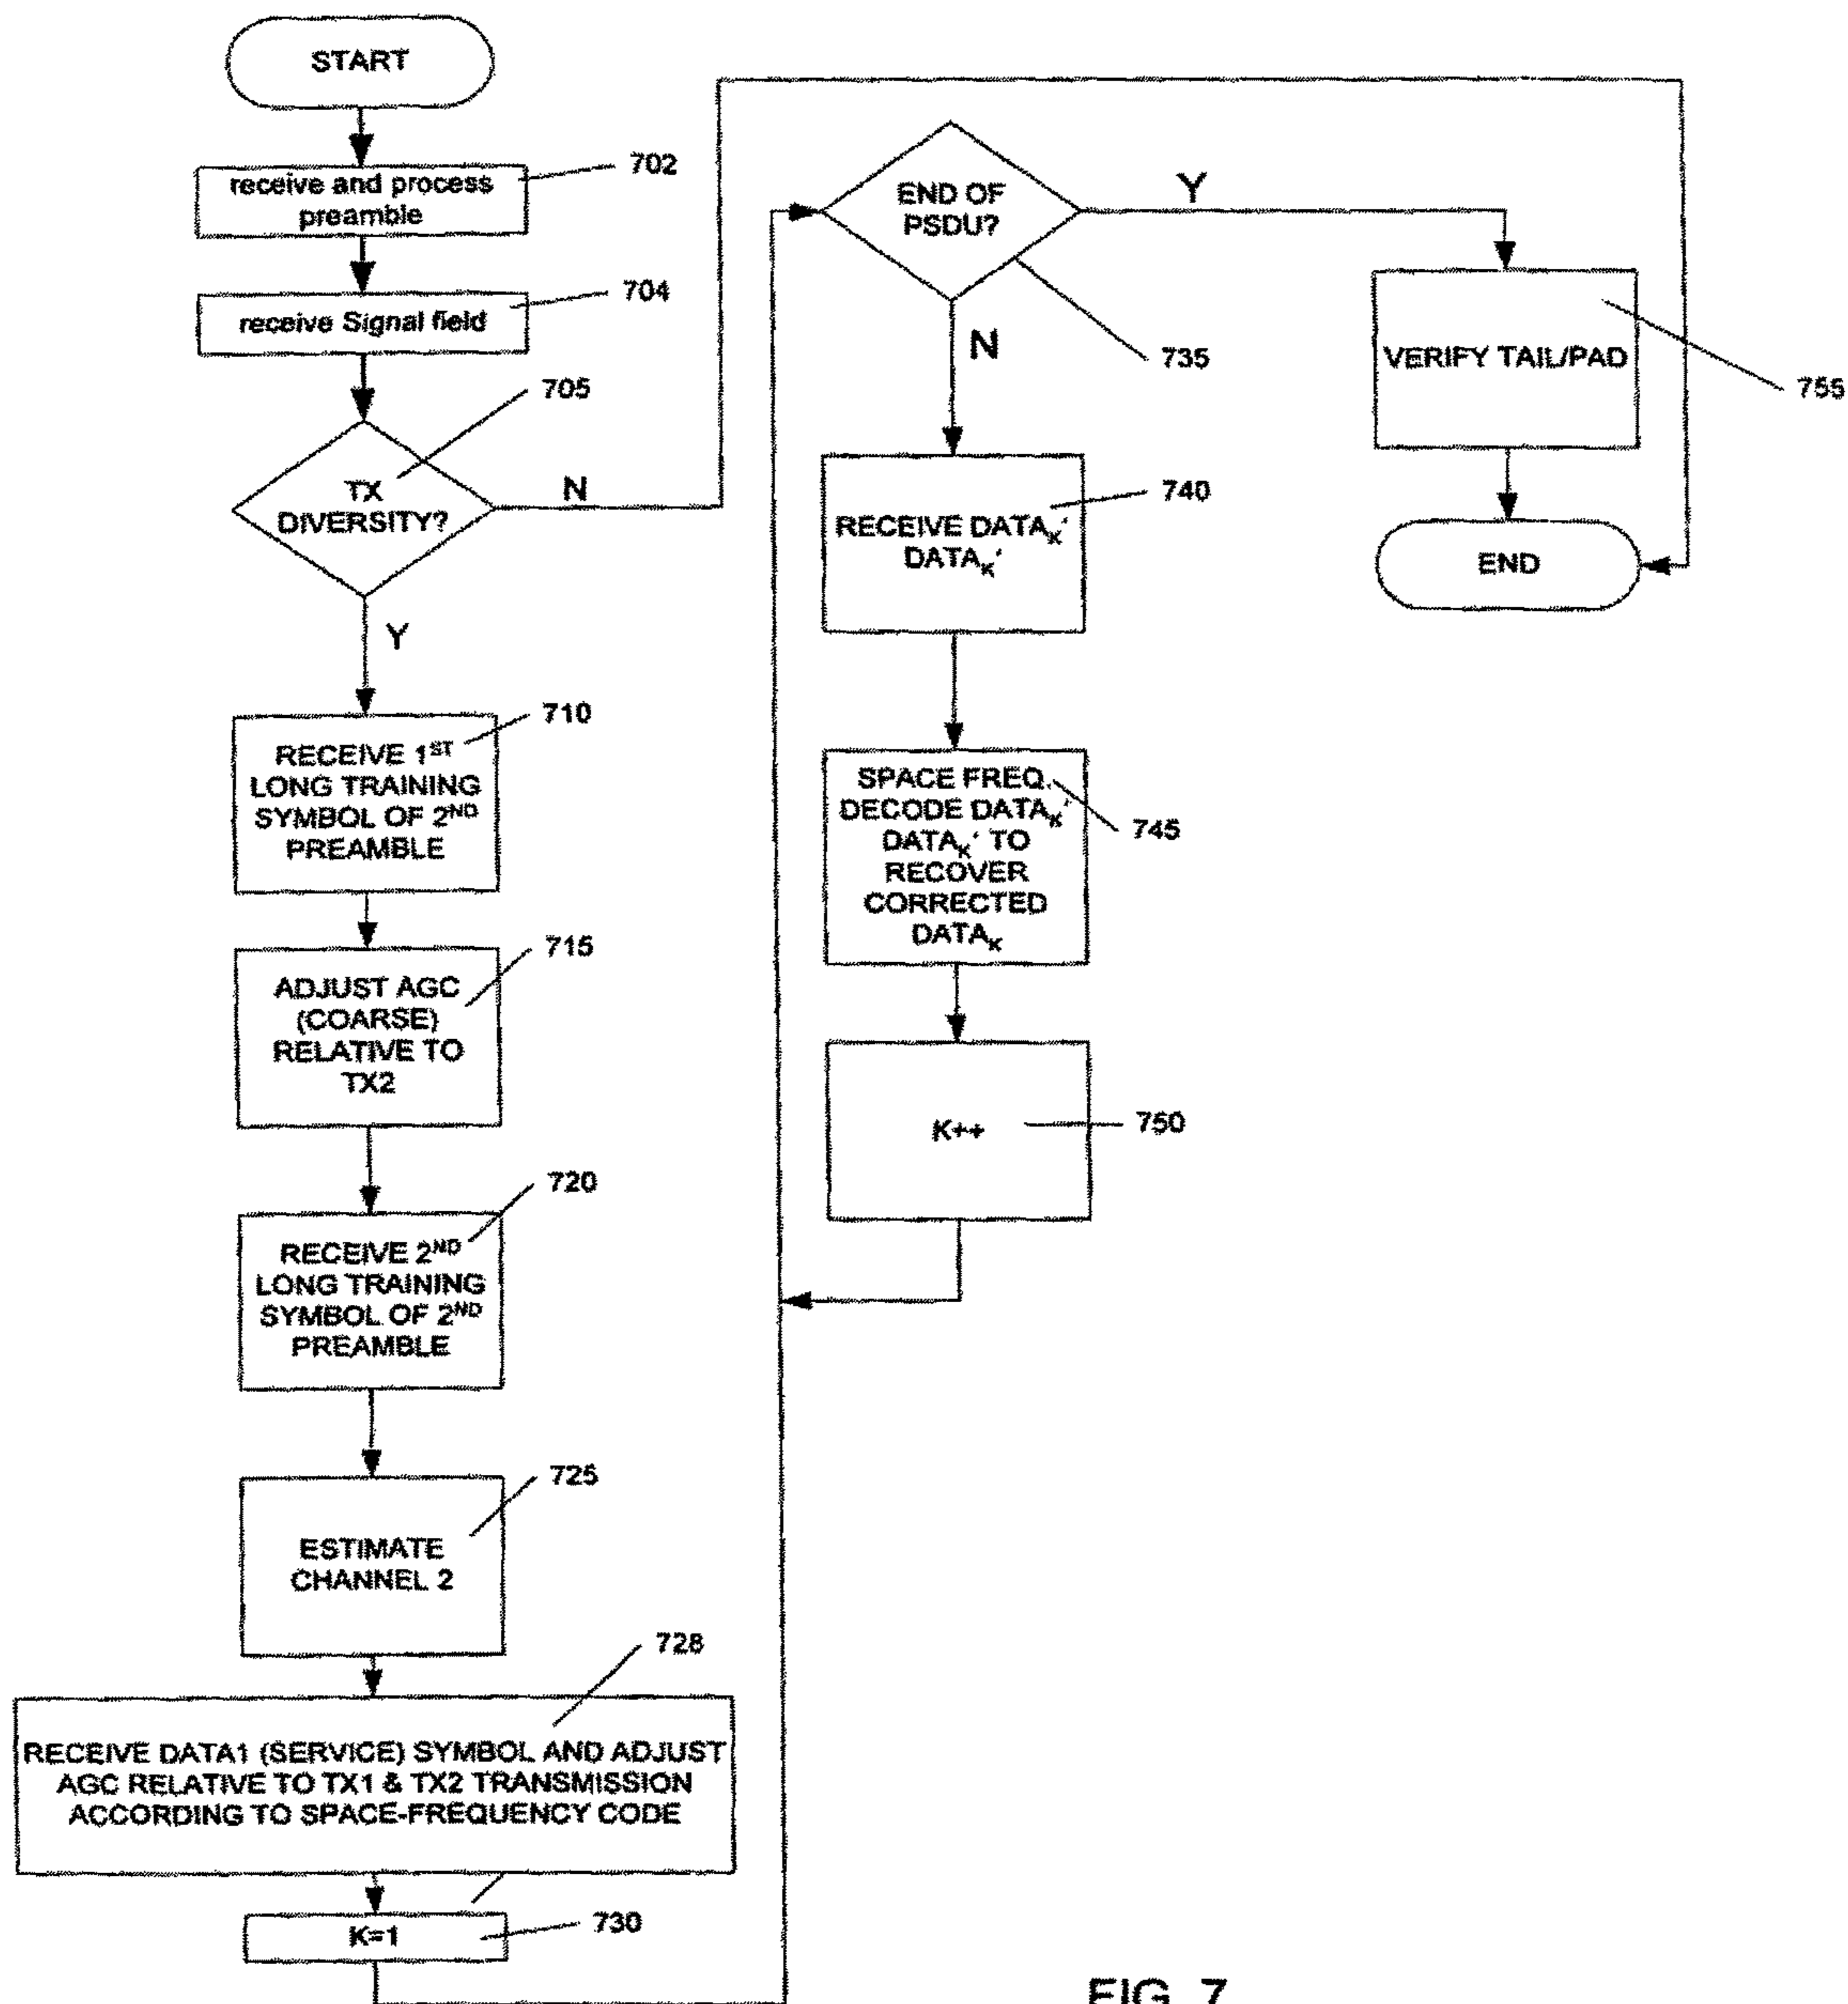 START
702
receive and process
preamble
704
receive Signal field
705
TX
DIVERSITY?
N
Y
710
RECEIVE 1ST
LONG TRAINING
SYMBOL OF 2ND
PREAMBLE
715
ADJUST AGC
(COARSE)
RELATIVE TO
TX2
720
RECEIVE 2ND
LONG TRAINING
SYMBOL OF 2ND
PREAMBLE
725
ESTIMATE
CHANNEL 2
728
RECEIVE DATA1 (SERVICE) SYMBOL AND ADJUST
AGC RELATIVE TO TX1 & TX2 TRANSMISSION
ACCORDING TO SPACE-FREQUENCY CODE
730
K=1
END OF
PSDU?
Y
N
735
740
RECEIVE DATAK'
DATAK'
745
SPACE FREQ.
DECODE DATAK'
DATAK' TO
RECOVER
CORRECTED
DATAK
750
K++
VERIFY TAIL/PAD
755
END
FIG. 7